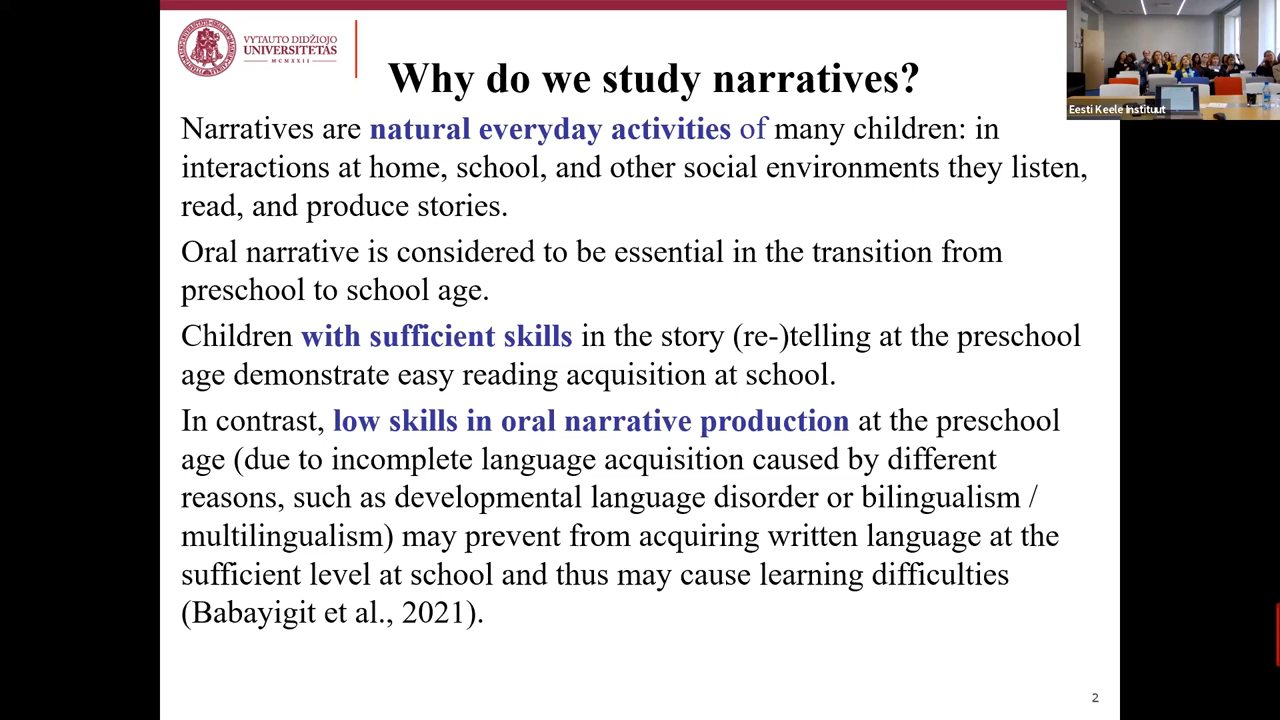 VYTAUTO DIDŽIOJO
UNIVERSITETAS
MCMXXII
Why do we study narratives?
Eesti Keele Instituut
Narratives are natural everyday activities of many children: in
interactions at home, school, and other social environments they listen,
read, and produce stories.
Oral narrative is considered to be essential in the transition from
preschool to school age.
Children with sufficient skills in the story (re-)telling at the preschool
age demonstrate easy reading acquisition at school.
In contrast, low skills in oral narrative production at the preschool
age (due to incomplete language acquisition caused by different
reasons, such as developmental language disorder or bilingualism /
multilingualism) may prevent from acquiring written language at the
sufficient level at school and thus may cause learning difficulties
(Babayigit et al., 2021).
2